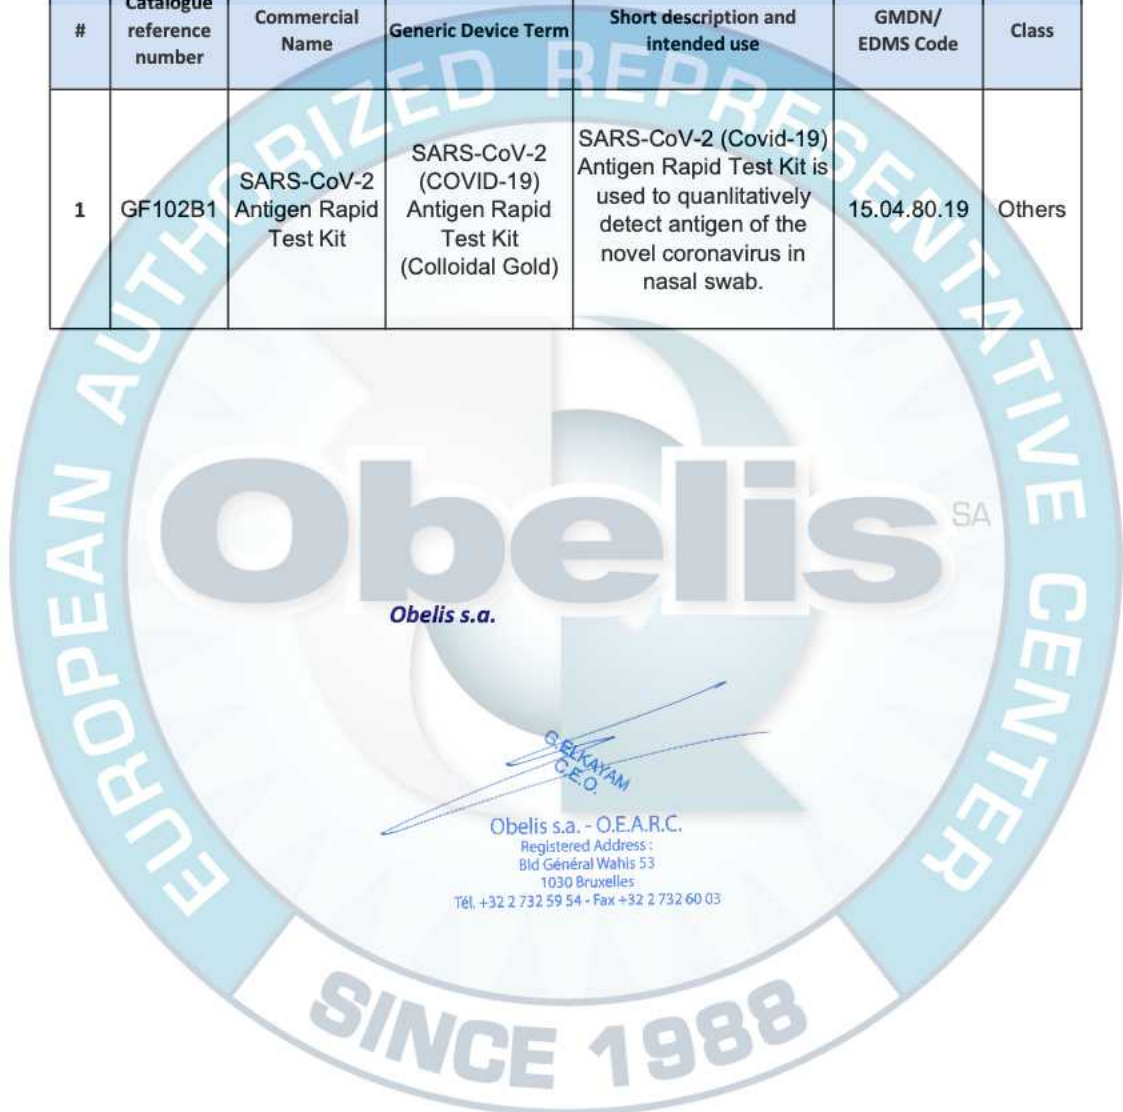 #
Catalogue
reference
number
Commercial
Name
Generic Device Term
Short description and
intended use
GMDN/
EDMS Code
Class
1
GF102B1
SARS-CoV-2
Antigen Rapid
Test Kit
SARS-CoV-2
(COVID-19)
Antigen Rapid
Test Kit
(Colloidal Gold)
SARS-CoV-2 (Covid-19)
Antigen Rapid Test Kit is
used to quanlitatively
detect antigen of the
novel coronavirus in
nasal swab.
15.04.80.19
Others
EUROPEAN AUTHORIZED REPRESENTATIVE CENTER
Obelis SA
Obelis s.a.
G.ELKAYAM
C.E.O.
Obelis s.a. - O.E.A.R.C.
Registered Address :
Bld Général Wahis 53
1030 Bruxelles
Tél. +32 2 732 59 54 - Fax +32 2 732 60 03
SINCE 1988